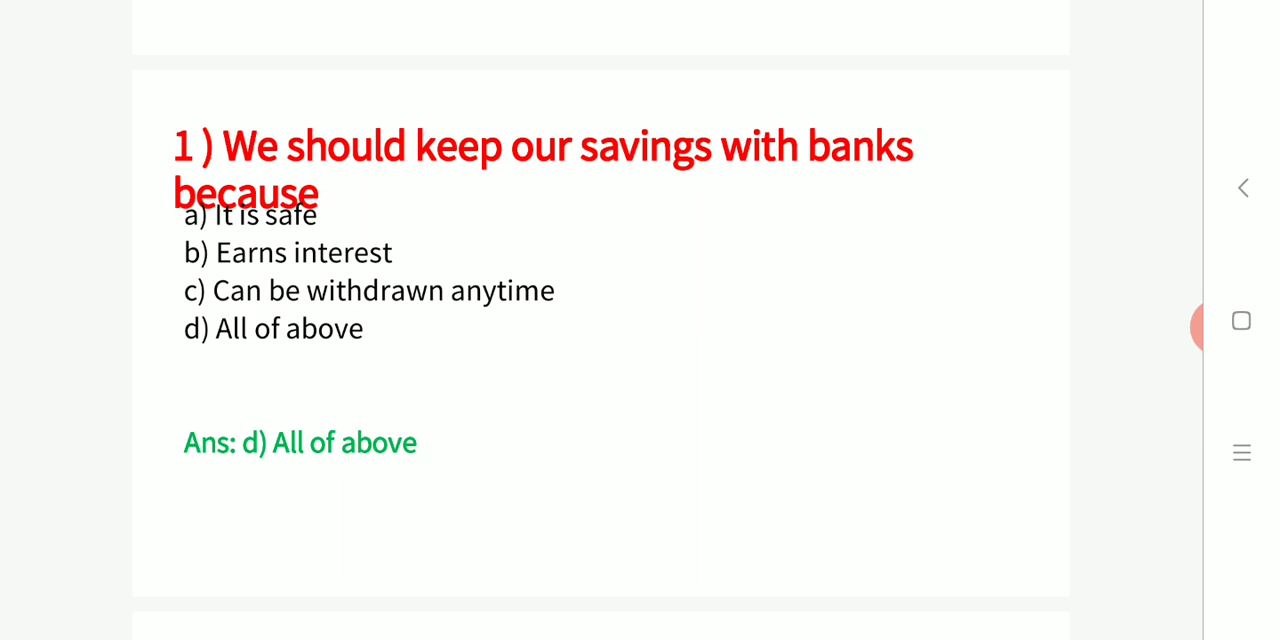 1 ) We should keep our savings with banks
because
a) It is safe
b) Earns interest
c) Can be withdrawn anytime
d) All of above
Ans: d) All of above